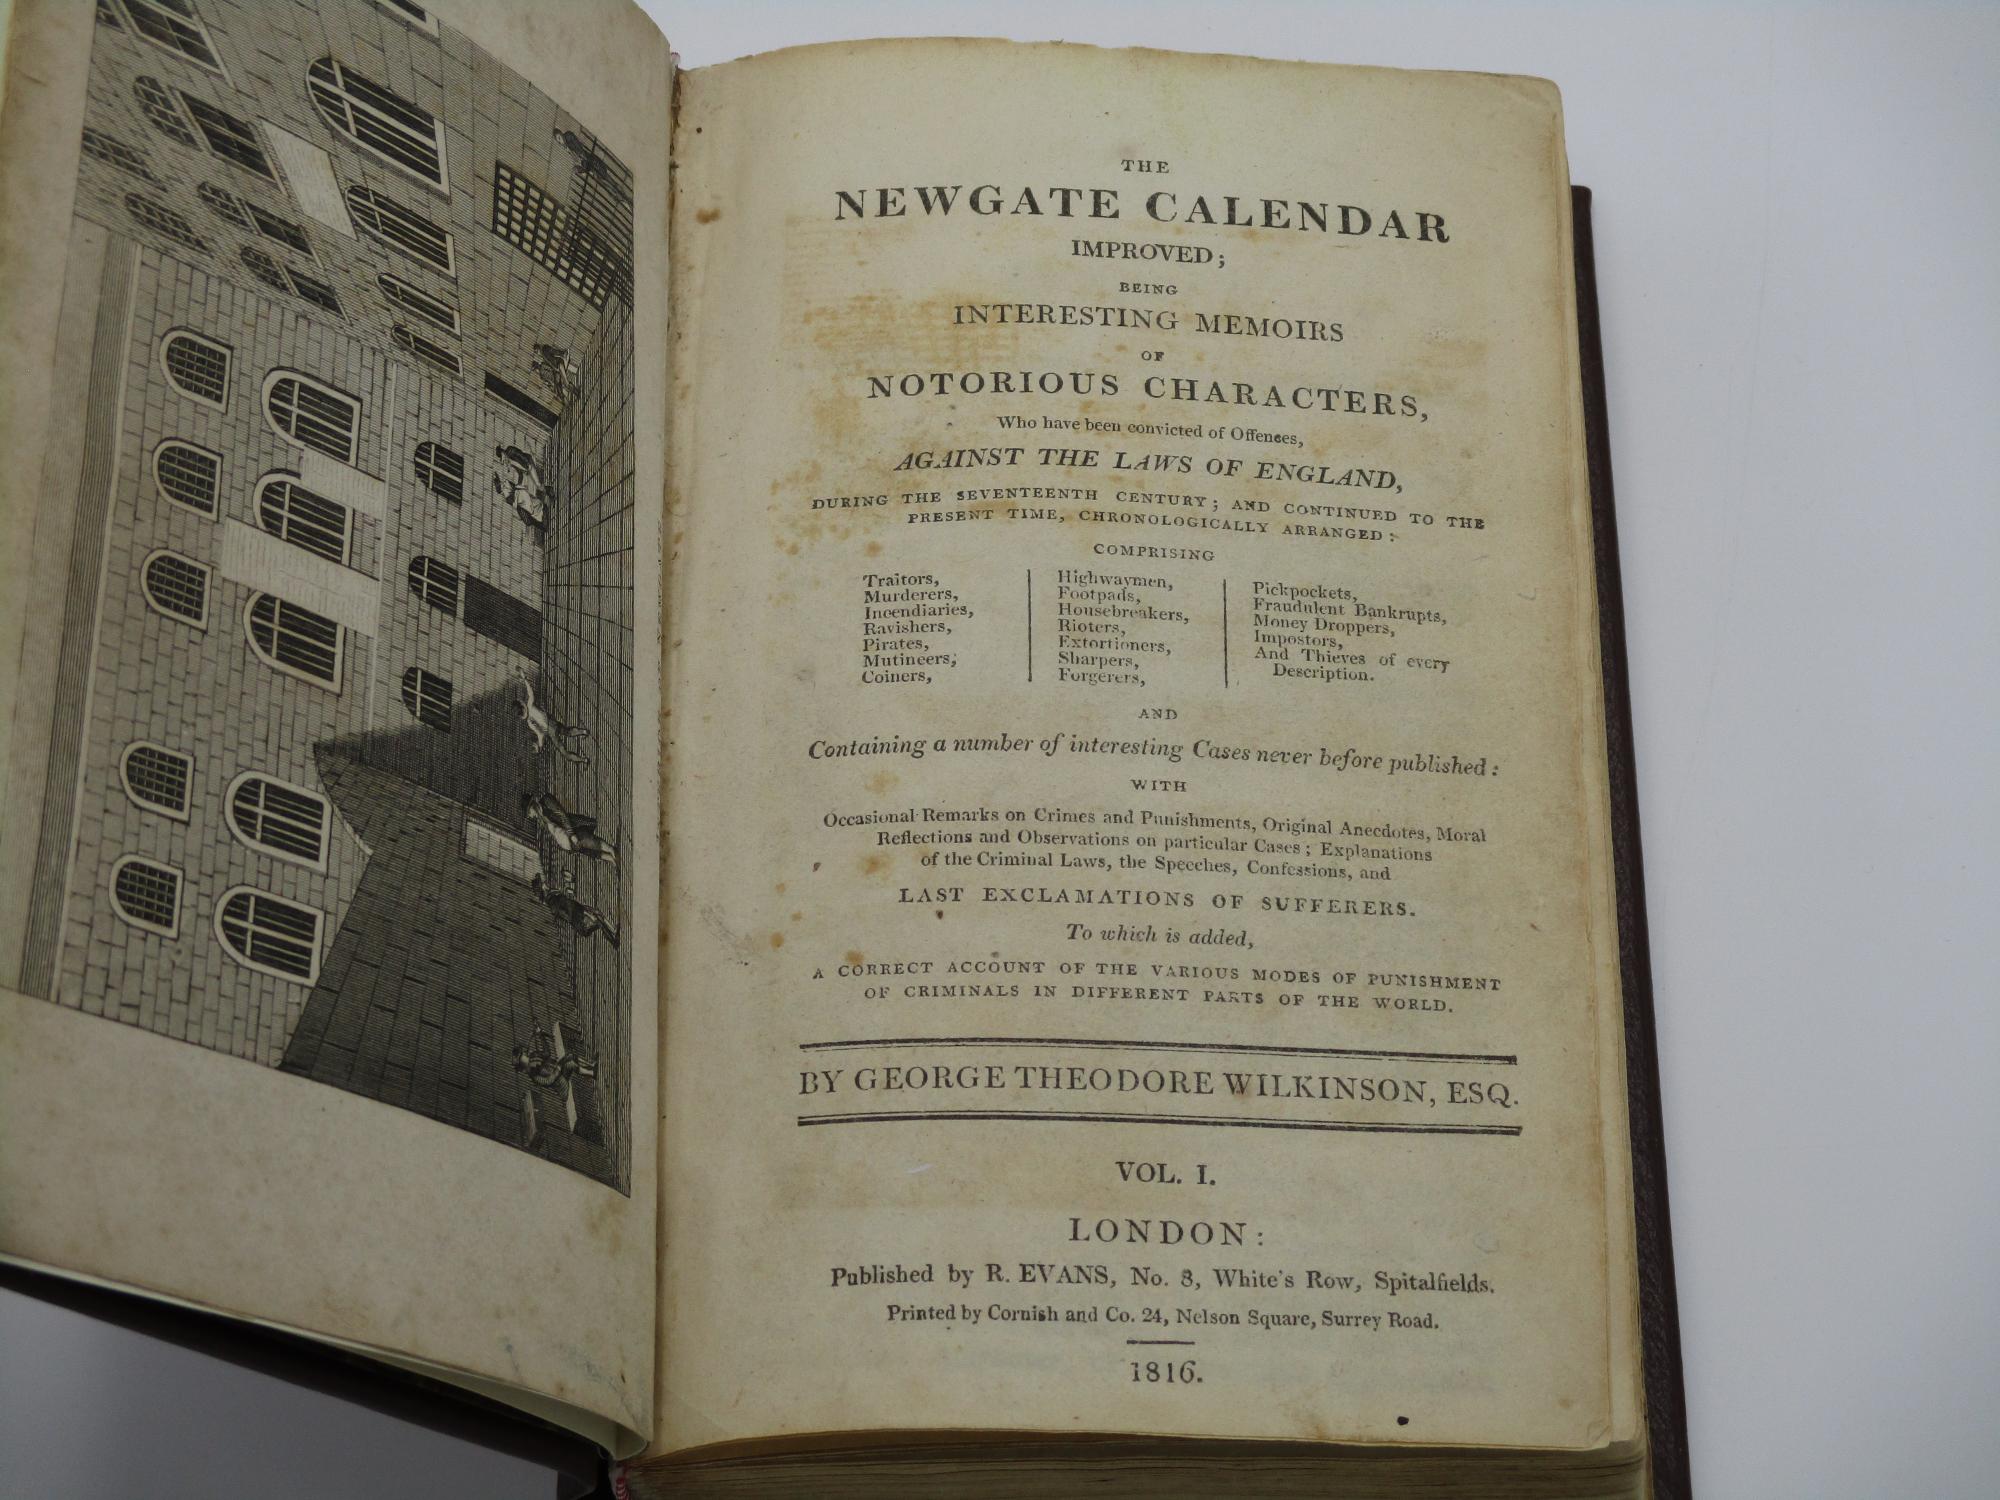 THE
NEWGATE CALENDAR
IMPROVED;
BEING
INTERESTING MEMOIRS
OF
NOTORIOUS CHARACTERS,
Who have been convicted of Offences,
AGAINST THE LAWS OF ENGLAND,
DURING THE SEVENTEENTH CENTURY; AND CONTINUED TO THE
PRESENT TIME, CHRONOLOGICALLY ARRANGED:
COMPRISING
Traitors,
Murderers,
Incendiaries,
Ravishers,
Pirates,
Mutineers,
Coiners,
Highwaymen,
Footpads,
Housebreakers,
Rioters,
Extortioners,
Sharpers,
Forgerers,
Pickpockets,
Fraudulent Bankrupts,
Money Droppers,
Impostors,
And Thieves of every
Description.
AND
Containing a number of interesting Cases never before published:
WITH
Occasional Remarks on Crimes and Punishments, Original Anecdotes, Moral
Reflections and Observations on particular Cases; Explanations
of the Criminal Laws, the Speeches, Confessions, and
LAST EXCLAMATIONS OF SUFFERERS.
To which is added,
A CORRECT ACCOUNT OF THE VARIOUS MODES OF PUNISHMENT
OF CRIMINALS IN DIFFERENT PARTS OF THE WORLD.
BY GEORGE THEODORE WILKINSON, ESQ.
VOL. I.
LONDON:
Published by R. EVANS, No. 8, White's Row, Spitalfields.
Printed by Cornish and Co. 24, Nelson Square, Surrey Road.
1816.